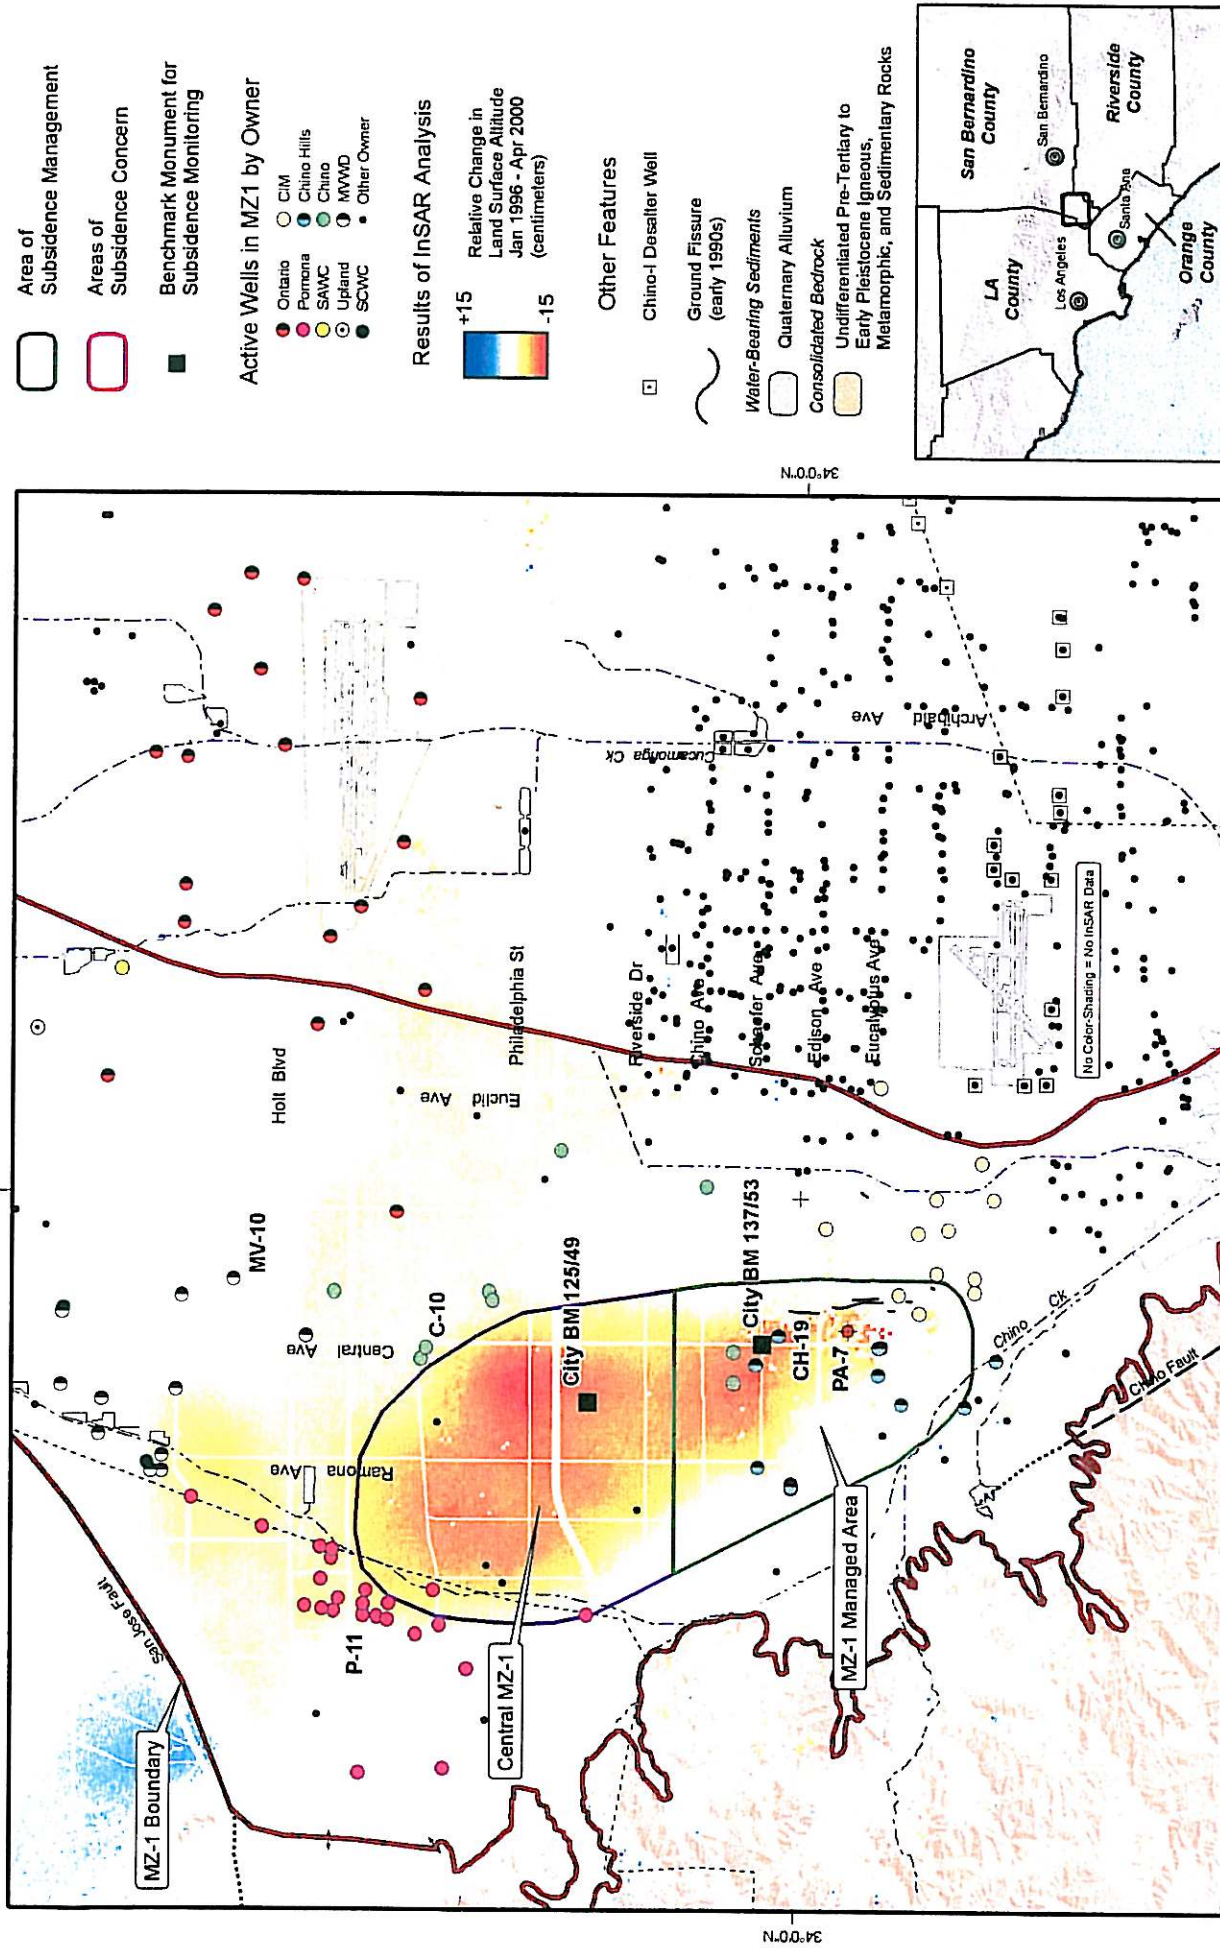 Area of
Subsidence Management
Areas of
Subsidence Concern
Benchmark Monument for
Subsidence Monitoring
Active Wells in MZ1 by Owner
Ontario
Pomona
SAWC
Upland
SCWC
CIM
Chino Hills
Chino
MVWD
Other Owner
Results of InSAR Analysis
+15
-15
Relative Change in
Land Surface Altitude
Jan 1996 - Apr 2000
(centimeters)
Other Features
Chino-I Desalter Well
Ground Fissure
(early 1990s)
Water-Bearing Sediments
Quaternary Alluvium
Consolidated Bedrock
Undifferentiated Pre-Tertiary to
Early Pleistocene Igneous,
Metamorphic, and Sedimentary Rocks
San Bernardino
County
San Bernardino
LA
County
Los Angeles
Riverside
County
Santa Ana
Orange
County
34°0'0"N
34°0'0"N
MZ-1 Boundary
San Jose Fault
P-11
Ramona
Ave
Central
Ave
MV-10
C-10
Holt Blvd
Euclid
Ave
Philadelphia St
Central MZ-1
City BM 125/49
Riverside Dr
Chino Ave
Schaefer Ave
Edison Ave
Eucalyptus Ave
Cucamonga Ck
Archibald
Ave
City BM 137/53
CH-19
PA-7
MZ-1 Managed Area
Chino
Ck
Chino Fault
No Color-Shading = No InSAR Data